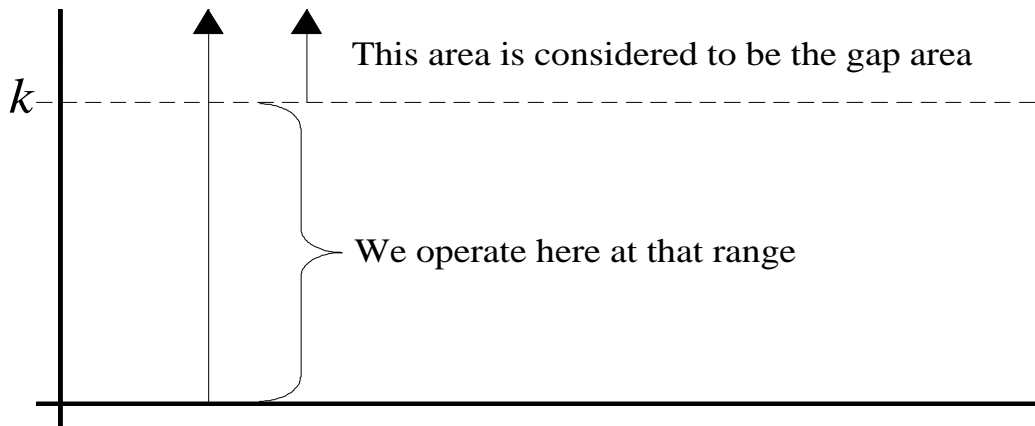 This area is considered to be the gap area
k
We operate here at that range